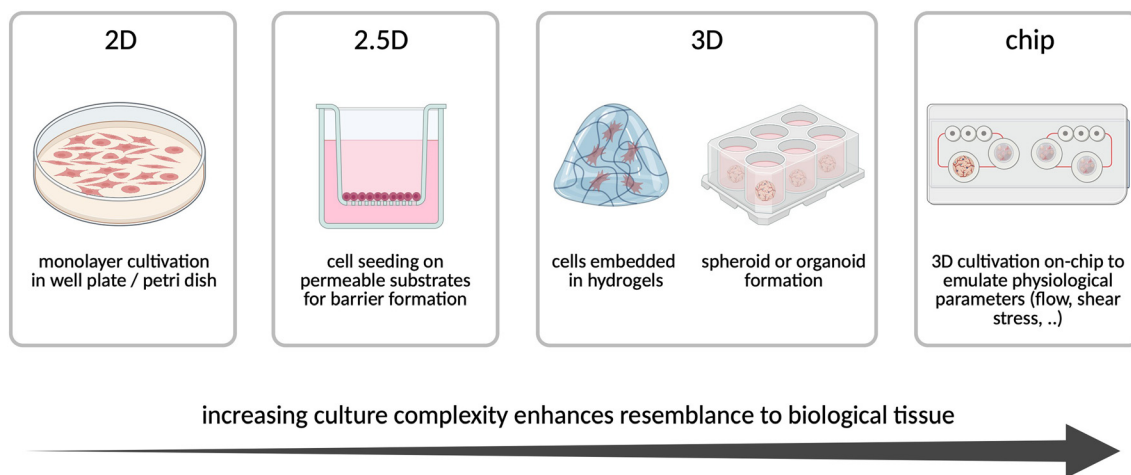 2D
monolayer cultivation
in well plate / petri dish
2.5D
cell seeding on
permeable substrates
for barrier formation
3D
cells embedded
in hydrogels
spheroid or organoid
formation
chip
3D cultivation on-chip to
emulate physiological
parameters (flow, shear
stress, ..)
increasing culture complexity enhances resemblance to biological tissue